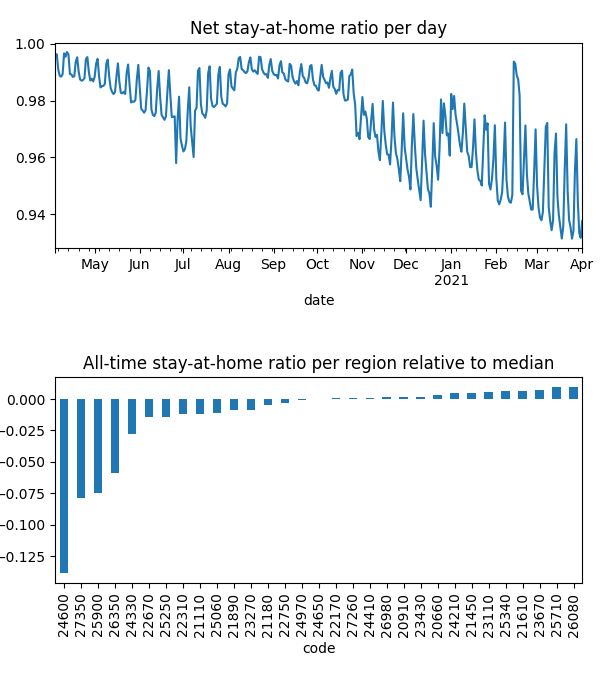 Net stay-at-home ratio per day
1.00
0.98
0.96
0.94
May Jun Jul Aug Sep Oct Nov Dec Jan Feb Mar Apr
2021
date
All-time stay-at-home ratio per region relative to median
0.000
−0.025
−0.050
−0.075
−0.100
−0.125
24600 27350 25900 26350 24330 22670 25250 22310 21110 25060 21890 23270 21180 22750 24970 24650 22170 27260 24410 26980 20910 23430 20660 24210 21450 23110 25340 21610 23670 25710 26080
code